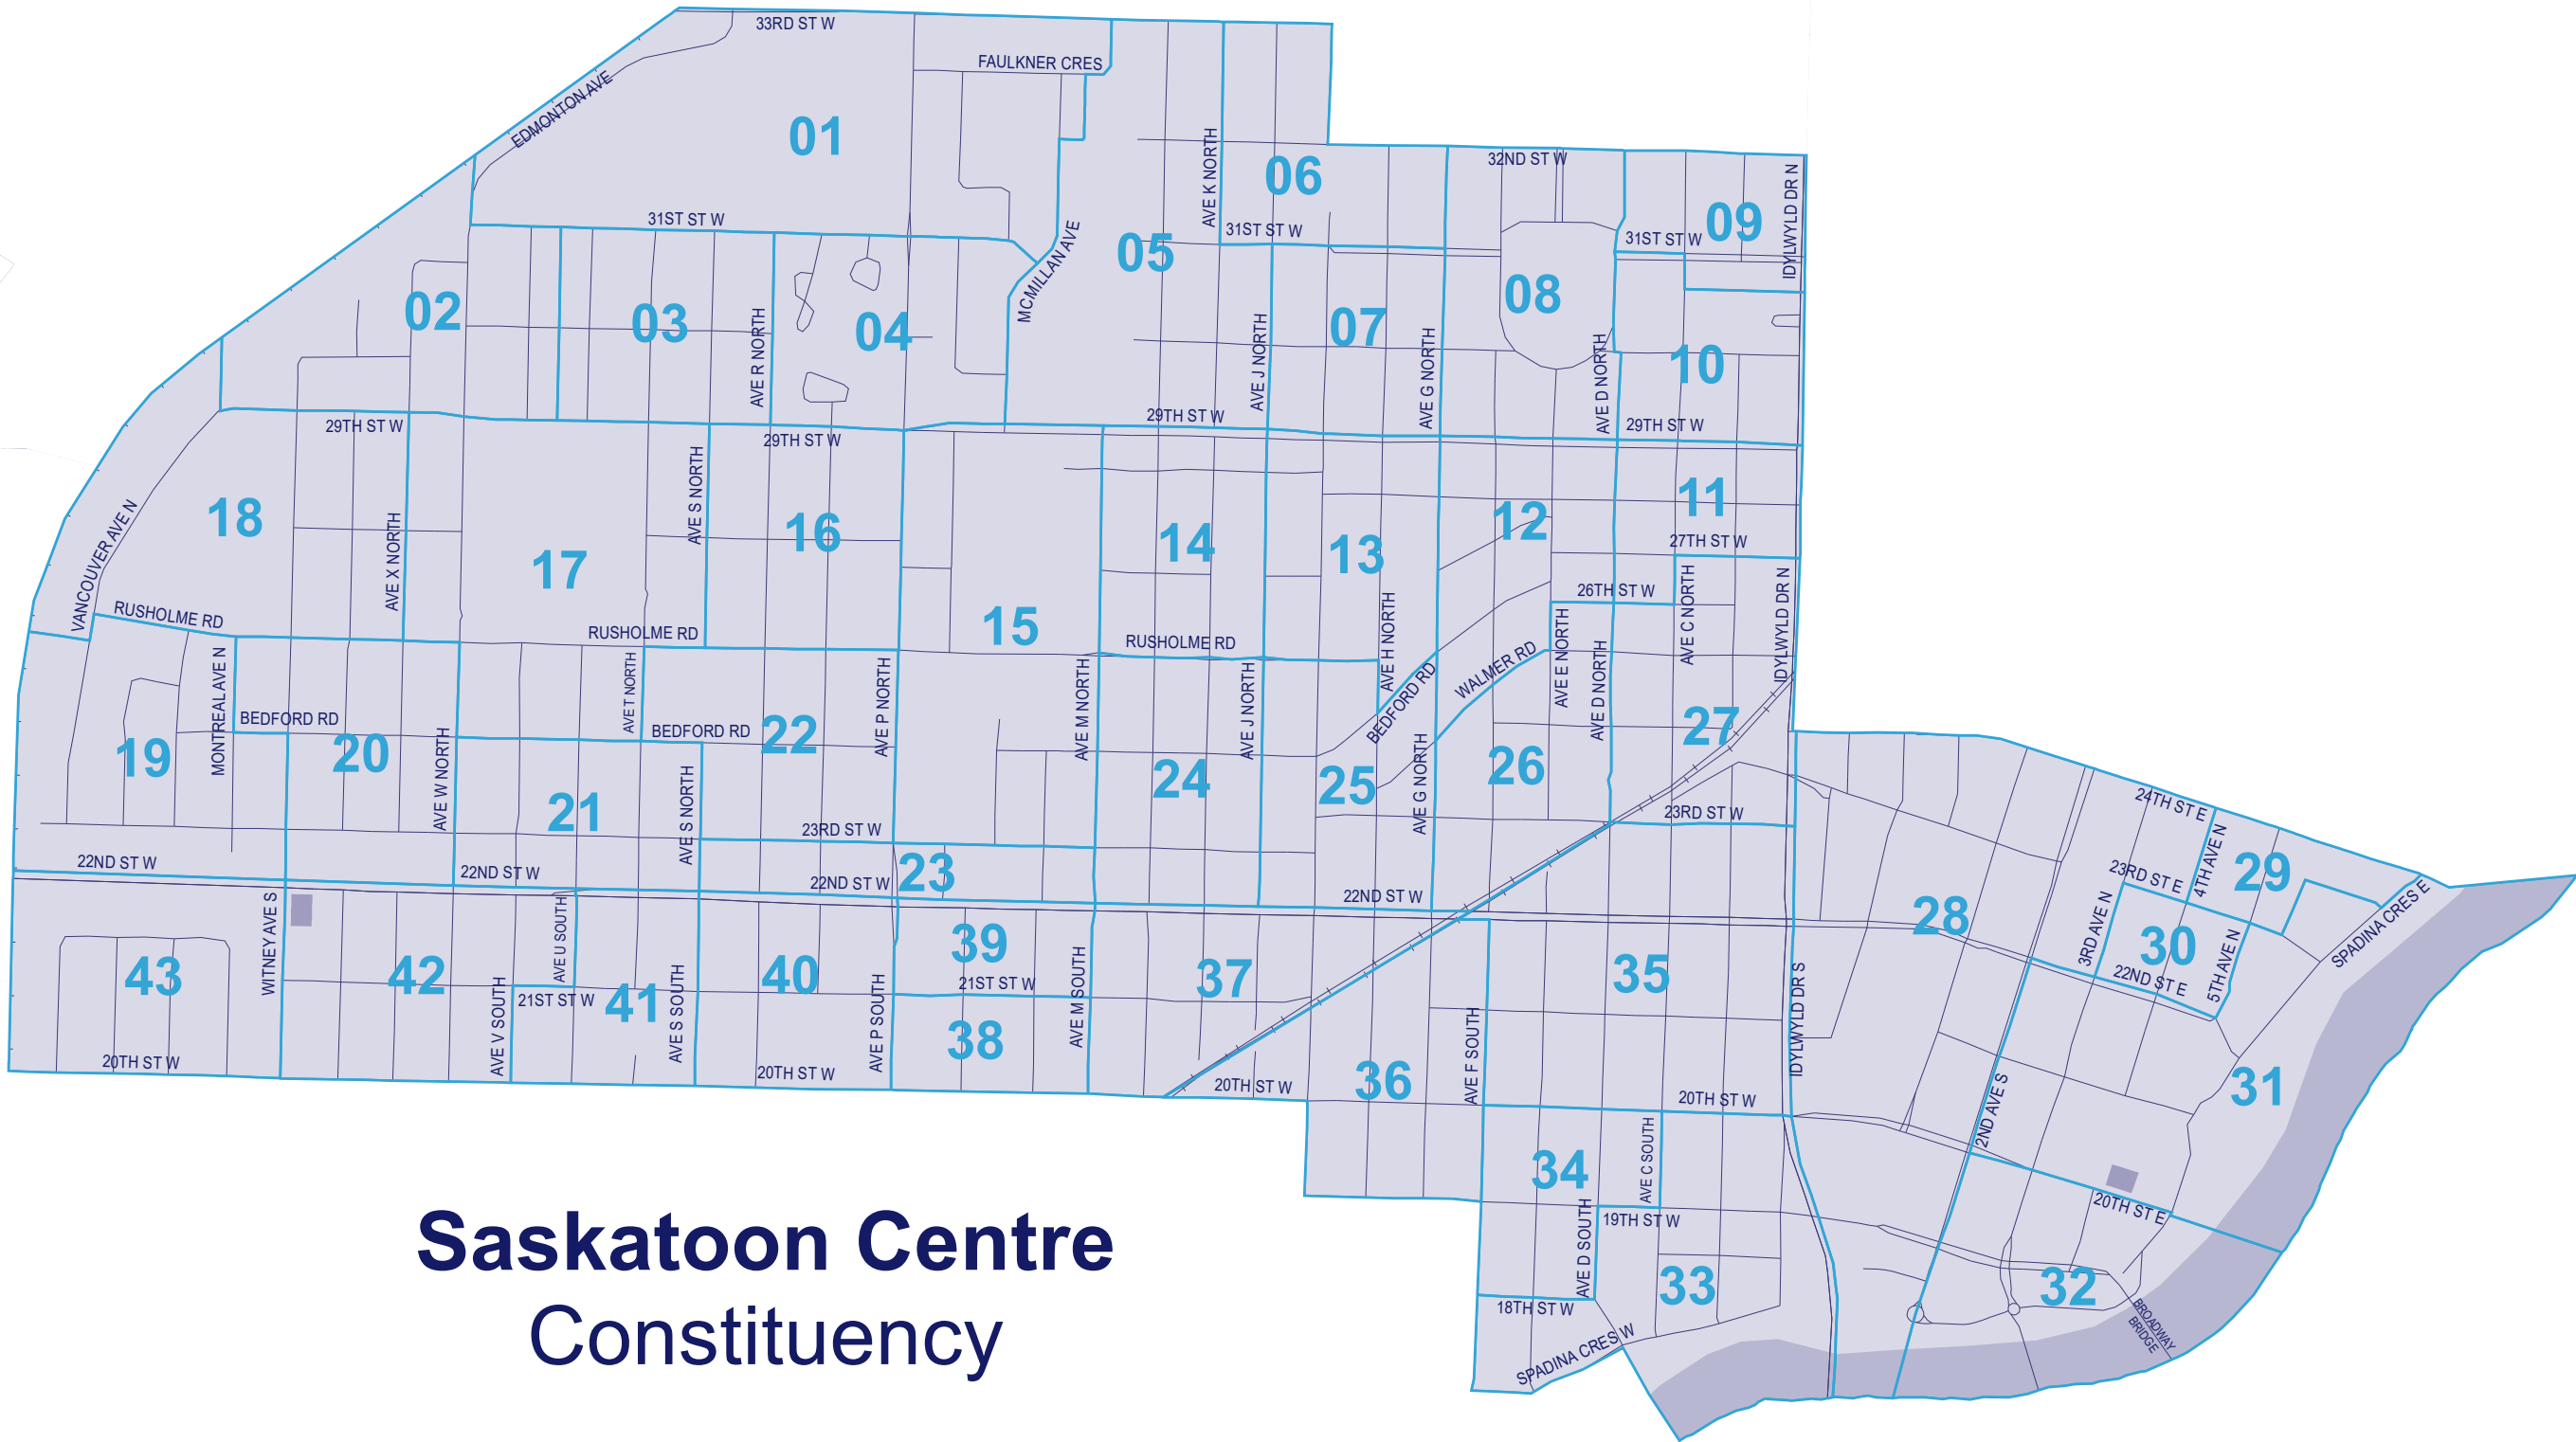 33RD ST W
FAULKNER CRES
EDMONTON AVE
01
AVE K NORTH
06
32ND ST W
IDYLWYLD DR N
09
31ST ST W
31ST ST W
31ST ST W
MCMILLAN AVE
05
02
03
AVE R NORTH
04
AVE J NORTH
07
AVE G NORTH
08
AVE D NORTH
10
29TH ST W
29TH ST W
29TH ST W
29TH ST W
VANCOUVER AVE N
18
AVE X NORTH
17
AVE S NORTH
16
15
14
13
12
11
27TH ST W
26TH ST W
RUSHOLME RD
RUSHOLME RD
RUSHOLME RD
AVE H NORTH
BEDFORD RD
WALMER RD
AVE E NORTH
AVE D NORTH
AVE C NORTH
IDYLWYLD DR N
MONTREAL AVE N
BEDFORD RD
AVE T NORTH
BEDFORD RD
AVE P NORTH
AVE M NORTH
AVE J NORTH
AVE G NORTH
19
20
AVE W NORTH
21
AVE S NORTH
22
24
25
26
27
23RD ST W
23RD ST W
23
22ND ST W
22ND ST W
22ND ST W
22ND ST W
24TH ST E
4TH AVE N
29
23RD ST E
SPADINA CRES E
28
3RD AVE N
30
5TH AVE N
22ND ST E
43
WITNEY AVE S
42
AVE V SOUTH
AVE U SOUTH
21ST ST W
41
AVE S SOUTH
40
AVE P SOUTH
39
21ST ST W
38
AVE M SOUTH
37
36
AVE F SOUTH
35
IDYLWYLD DR S
31
20TH ST W
20TH ST W
20TH ST W
20TH ST W
2ND AVE S
34
AVE C SOUTH
20TH ST E
AVE D SOUTH
19TH ST W
33
32
18TH ST W
SPADINA CRES W
BROADWAY
BRIDGE
Saskatoon Centre
Constituency